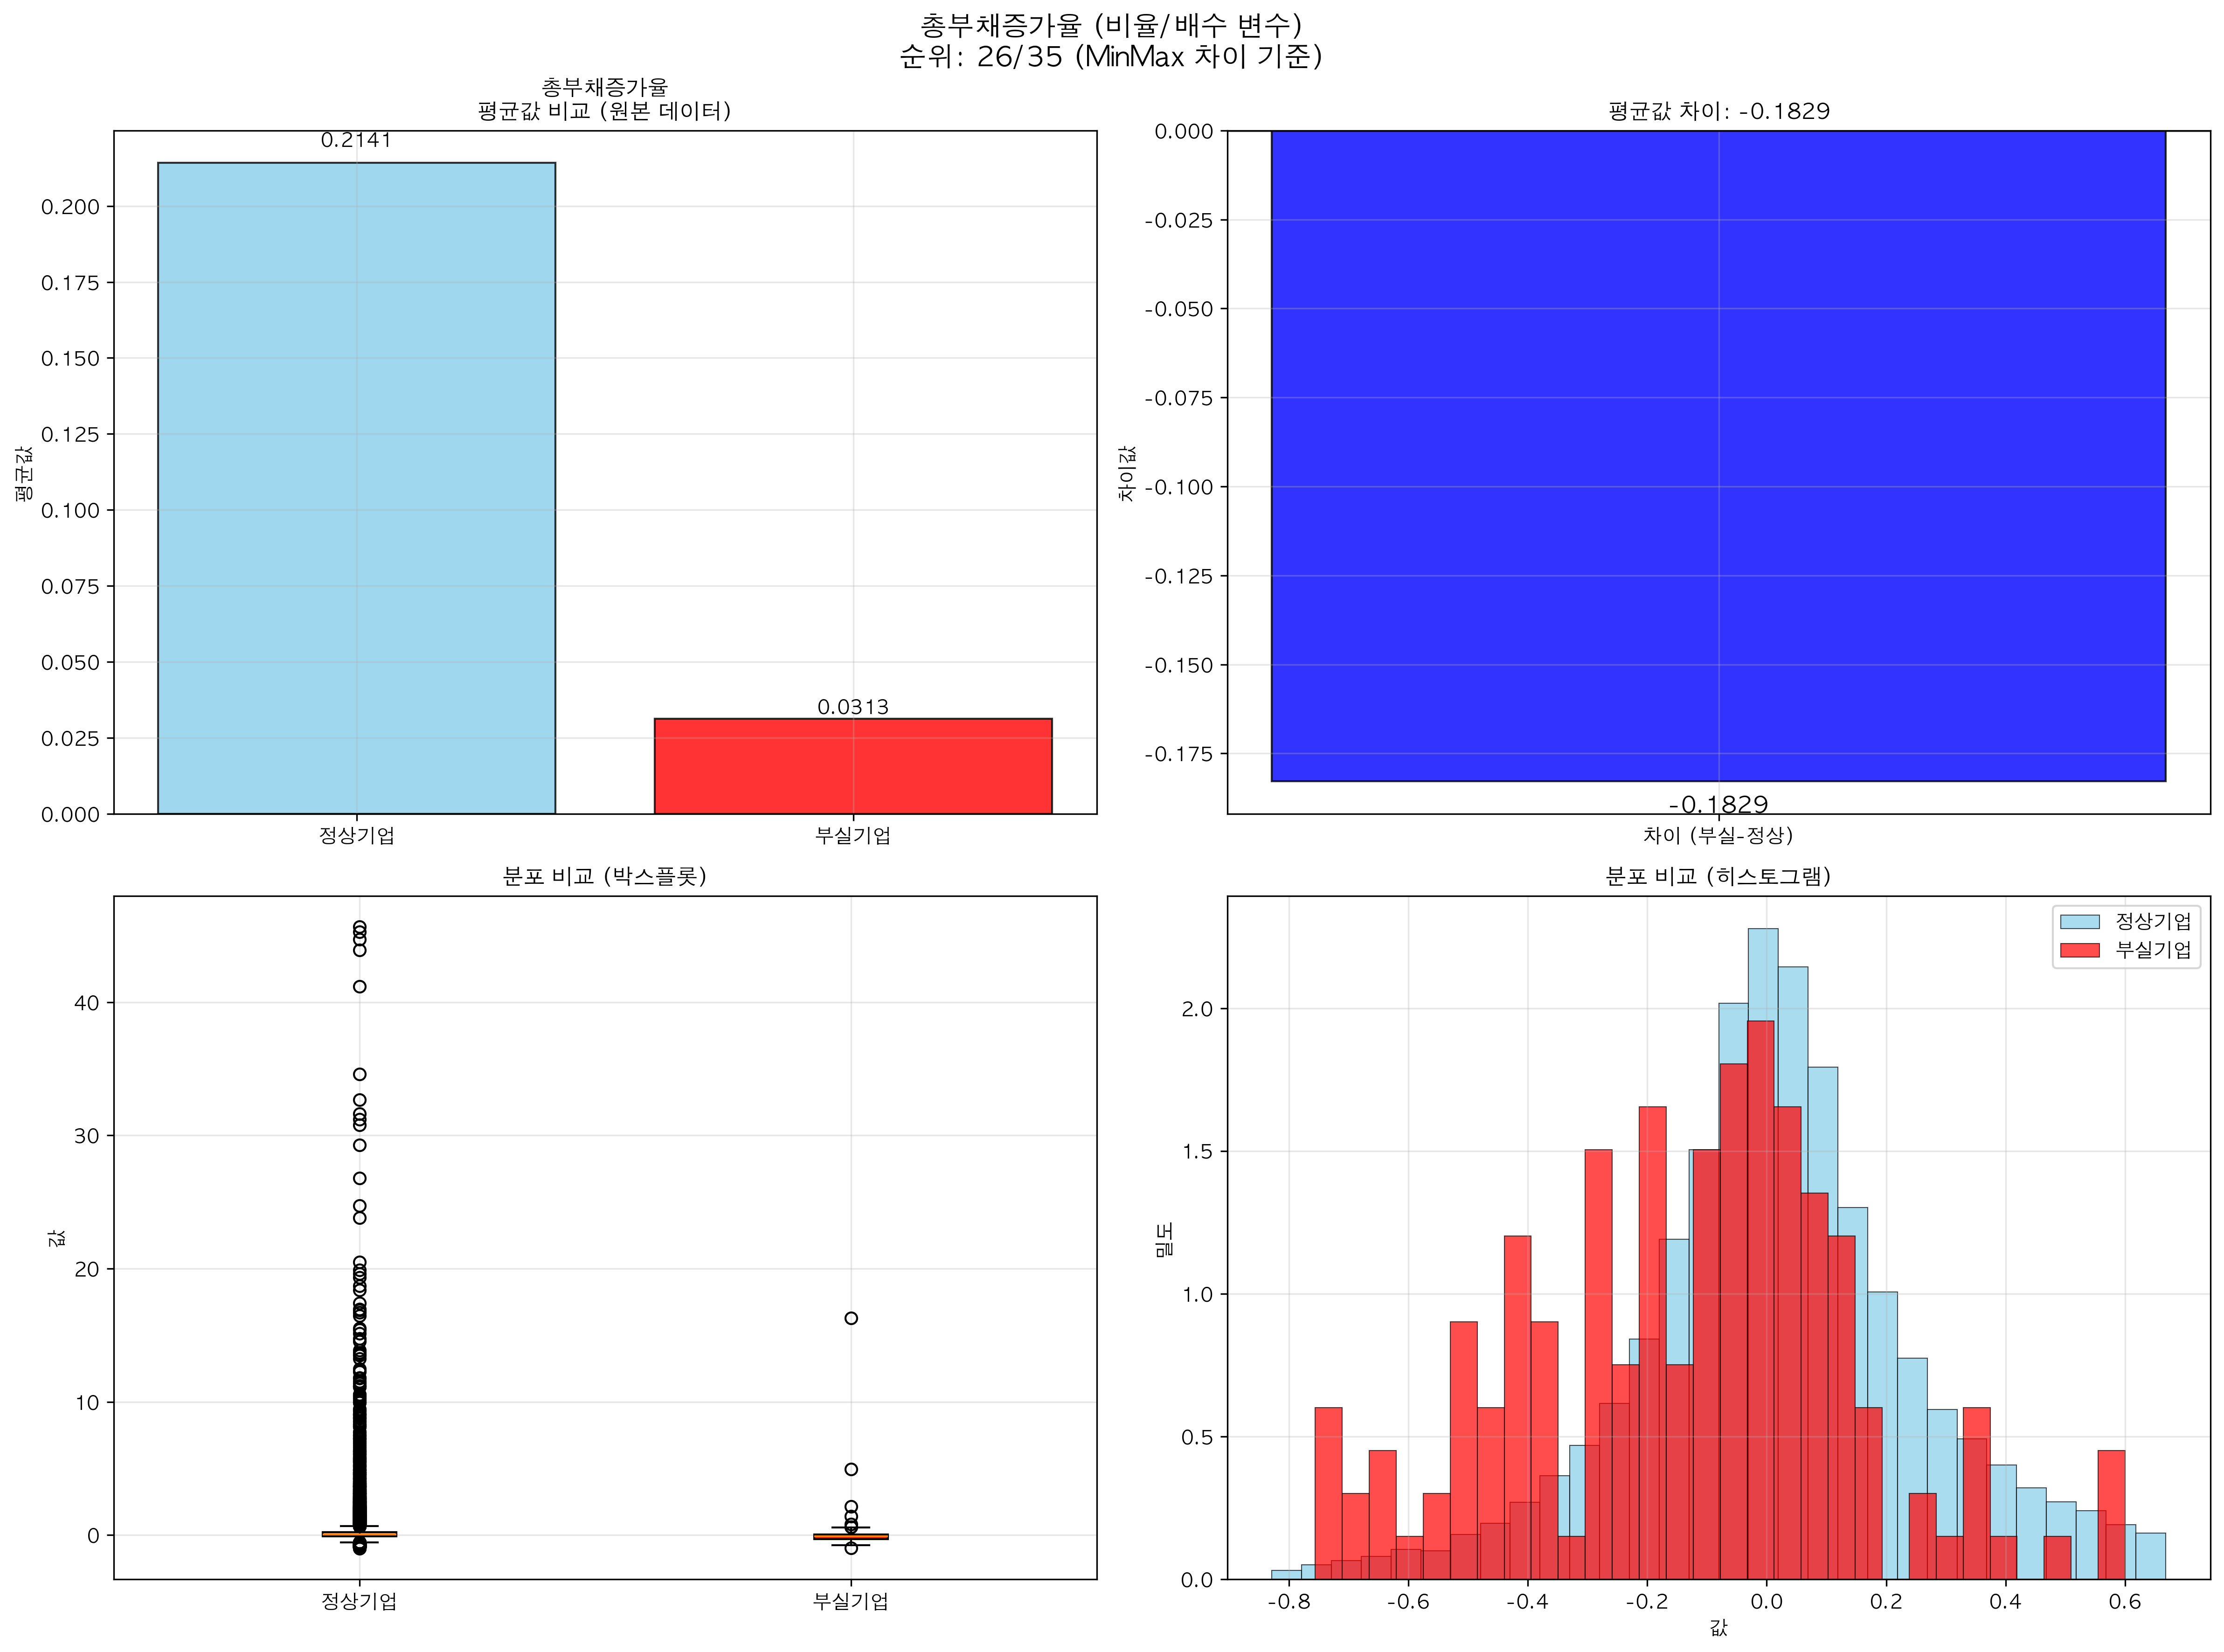 총부채증가율 (비율/배수 변수)
순위: 26/35 (MinMax 차이 기준)
총부채증가율
평균값 비교 (원본 데이터)
0.2141
0.0313
0.200
0.175
0.150
0.125
0.100
0.075
0.050
0.025
0.000
평균값
정상기업
부실기업
평균값 차이: -0.1829
0.000
-0.025
-0.050
-0.075
-0.100
-0.125
-0.150
-0.175
차이값
-0.1829
차이 (부실-정상)
분포 비교 (박스플롯)
40
30
20
10
0
값
정상기업
부실기업
분포 비교 (히스토그램)
정상기업
부실기업
2.0
1.5
1.0
0.5
0.0
밀도
-0.8
-0.6
-0.4
-0.2
0.0
0.2
0.4
0.6
값